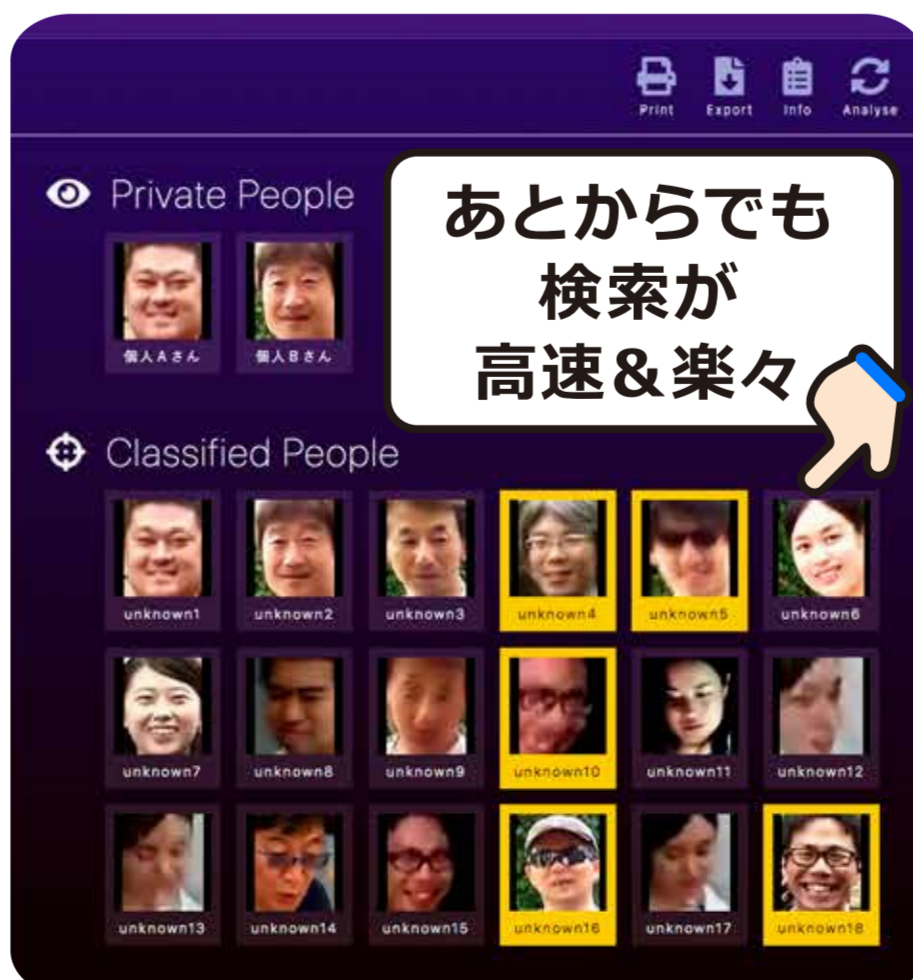 Print
Export
Info
Analyse
Private People
あとからでも
検索が
高速&楽々
個人Aさん
個人Bさん
Classified People
unknown1
unknown2
unknown3
unknown4
unknown5
unknown6
unknown7
unknown8
unknown9
unknown10
unknown11
unknown12
unknown13
unknown14
unknown15
unknown16
unknown17
unknown18